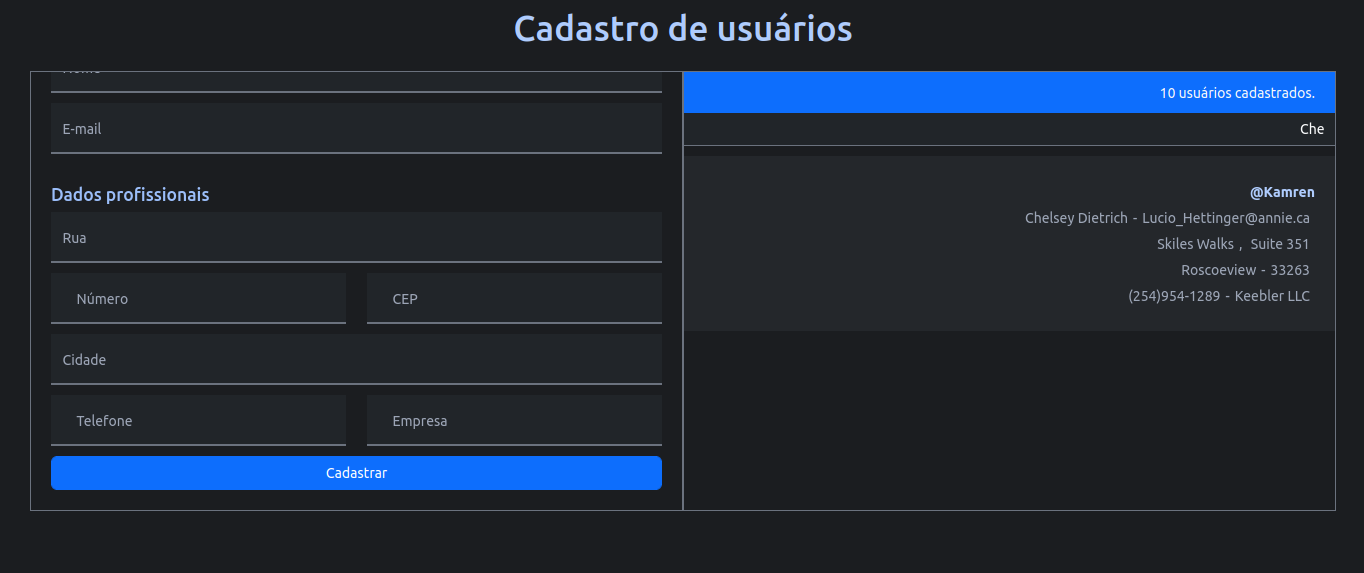 Cadastro de usuários
E-mail
Dados profissionais
Rua
Número
CEP
Cidade
Telefone
Empresa
Cadastrar
10 usuários cadastrados.
Che
@Kamren
Chelsey Dietrich - Lucio_Hettinger@annie.ca
Skiles Walks , Suite 351
Roscoeview - 33263
(254)954-1289 - Keebler LLC